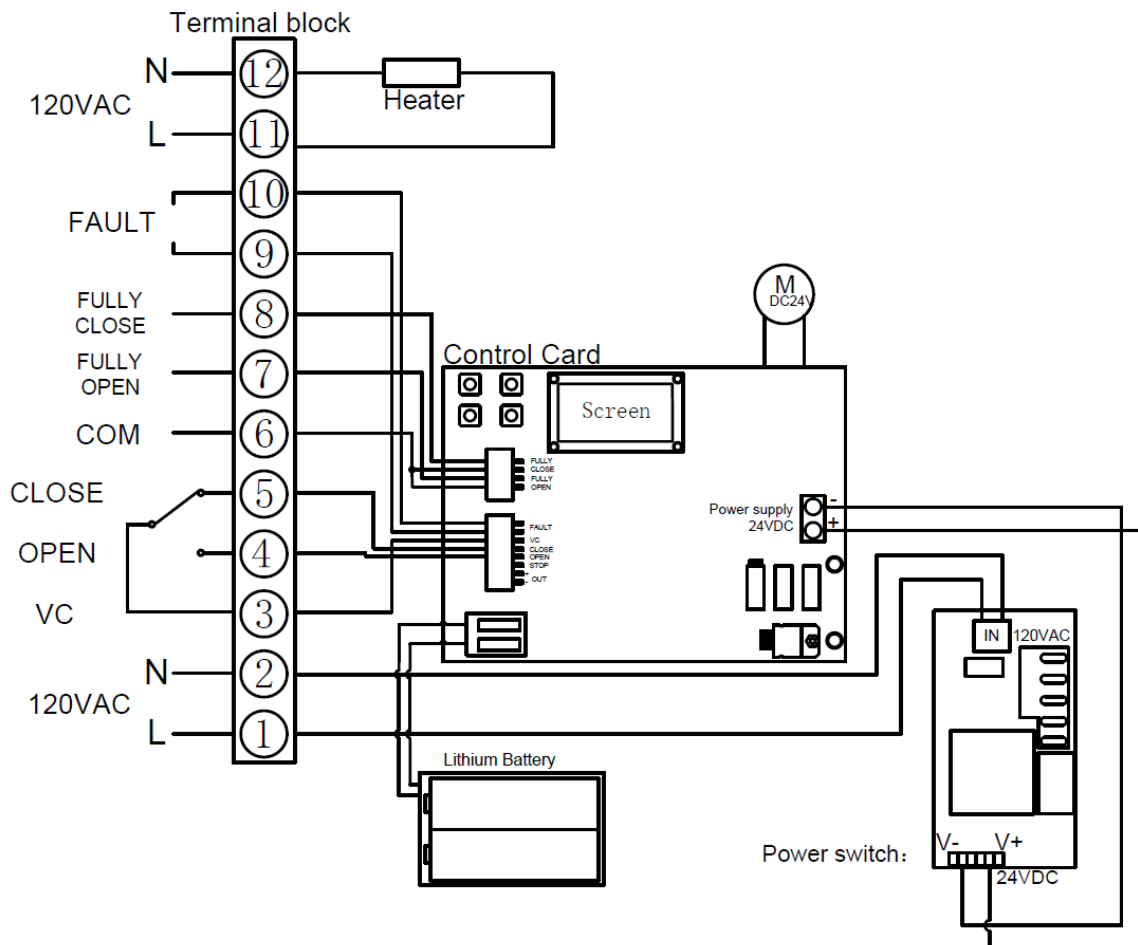 Terminal block
N
120VAC
L
12
11
10
9
8
7
6
5
4
3
2
1
Heater
FAULT
FULLY
CLOSE
FULLY
OPEN
COM
CLOSE
OPEN
VC
N
120VAC
L
M
DC24V
Control Card
Screen
FULLY
CLOSE
FULLY
OPEN
FAULT
VC
CLOSE
OPEN
STOP
+
OUT
-
Power supply
24VDC
-
+
IN
120VAC
Lithium Battery
Power switch：
V-
V+
24VDC